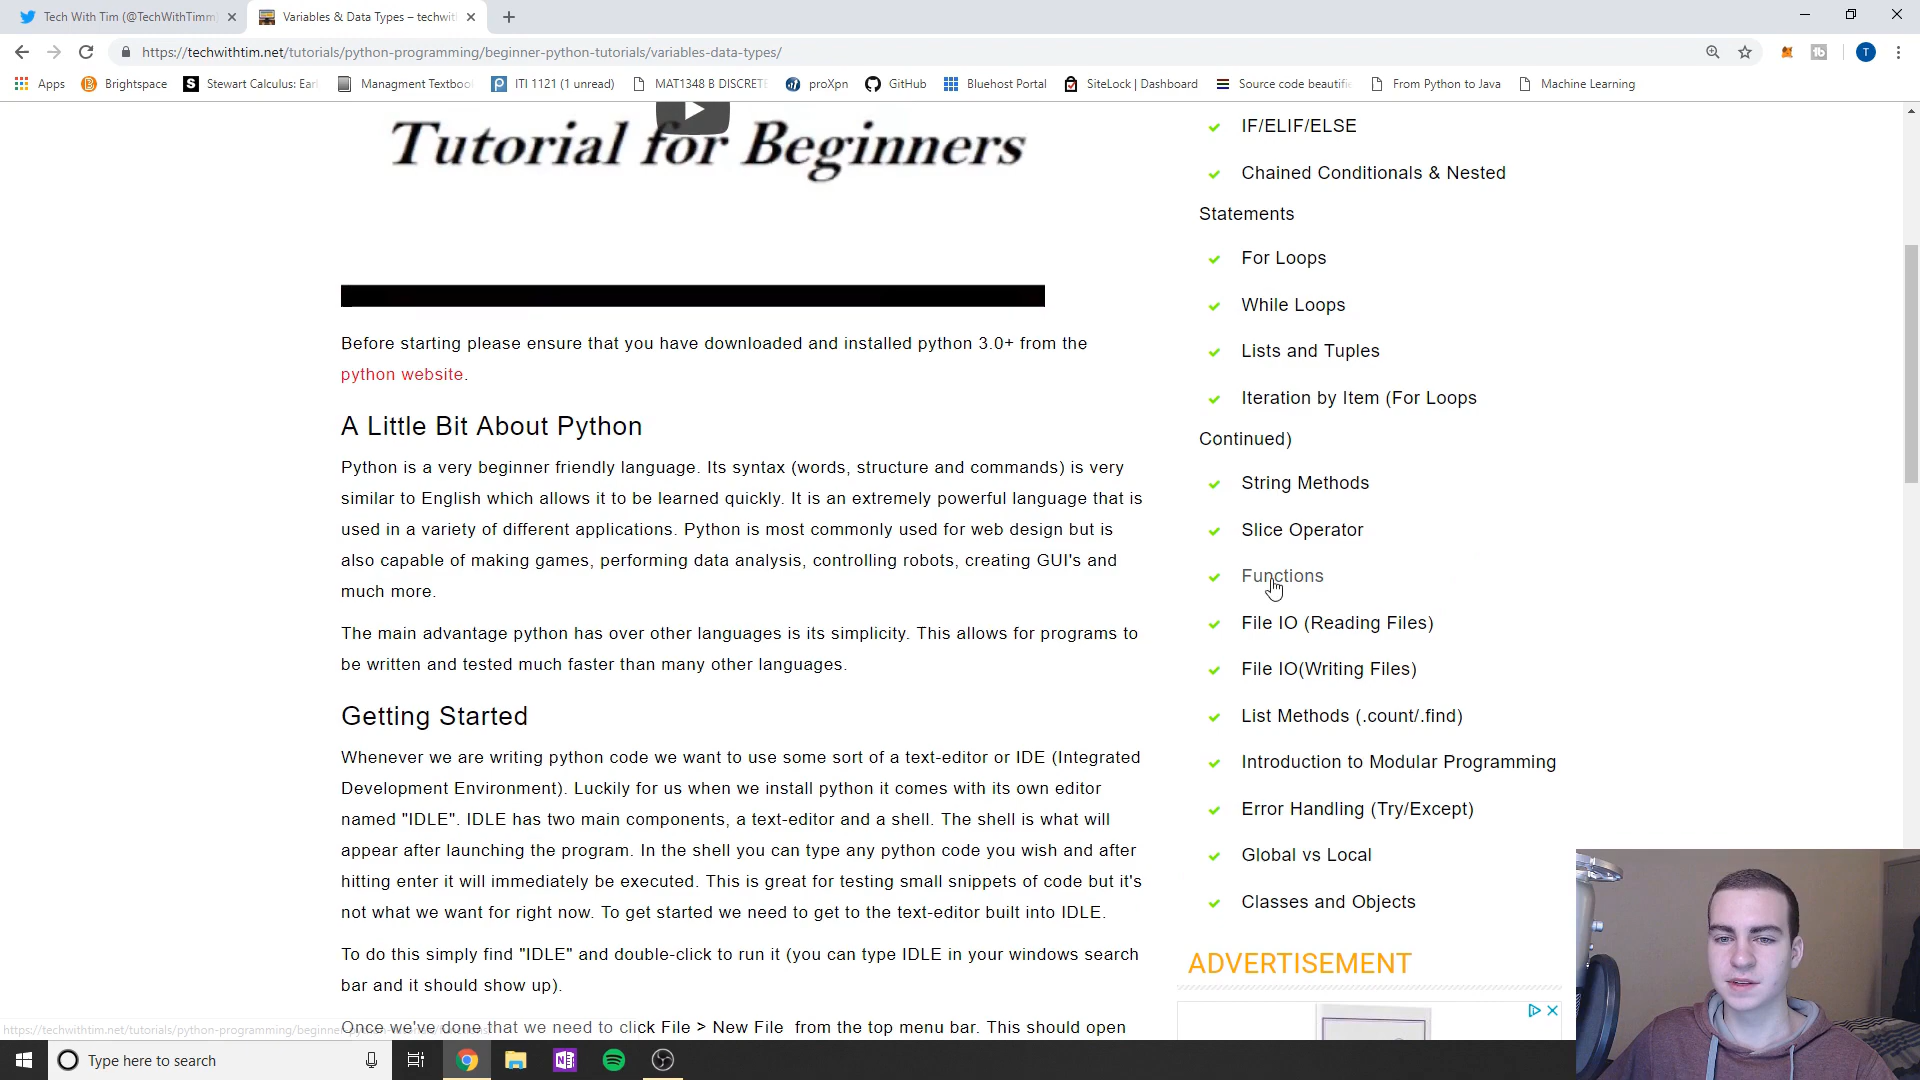 Tech With Tim (@TechWithTimm)
Variables & Data Types – techwit
https://techwithtim.net/tutorials/python-programming/beginner-python-tutorials/variables-data-types/
T
Apps
Brightspace
Stewart Calculus: Earl
Managment Textboo
ITI 1121 (1 unread)
MAT1348 B DISCRETE
proXpn
GitHub
Bluehost Portal
SiteLock | Dashboard
Source code beautifi
From Python to Java
Machine Learning
Tutorial for Beginners
Before starting please ensure that you have downloaded and installed python 3.0+ from the
python website.
A Little Bit About Python
Python is a very beginner friendly language. Its syntax (words, structure and commands) is very
similar to English which allows it to be learned quickly. It is an extremely powerful language that is
used in a variety of different applications. Python is most commonly used for web design but is
also capable of making games, performing data analysis, controlling robots, creating GUI's and
much more.
The main advantage python has over other languages is its simplicity. This allows for programs to
be written and tested much faster than many other languages.
Getting Started
Whenever we are writing python code we want to use some sort of a text-editor or IDE (Integrated
Development Environment). Luckily for us when we install python it comes with its own editor
named "IDLE". IDLE has two main components, a text-editor and a shell. The shell is what will
appear after launching the program. In the shell you can type any python code you wish and after
hitting enter it will immediately be executed. This is great for testing small snippets of code but it's
not what we want for right now. To get started we need to get to the text-editor built into IDLE.
To do this simply find "IDLE" and double-click to run it (you can type IDLE in your windows search
bar and it should show up).
Once we've done that we need to click File > New File from the top menu bar. This should open
IF/ELIF/ELSE
Chained Conditionals & Nested
Statements
For Loops
While Loops
Lists and Tuples
Iteration by Item (For Loops
Continued)
String Methods
Slice Operator
Functions
File IO (Reading Files)
File IO(Writing Files)
List Methods (.count/.find)
Introduction to Modular Programming
Error Handling (Try/Except)
Global vs Local
Classes and Objects
ADVERTISEMENT
Type here to search